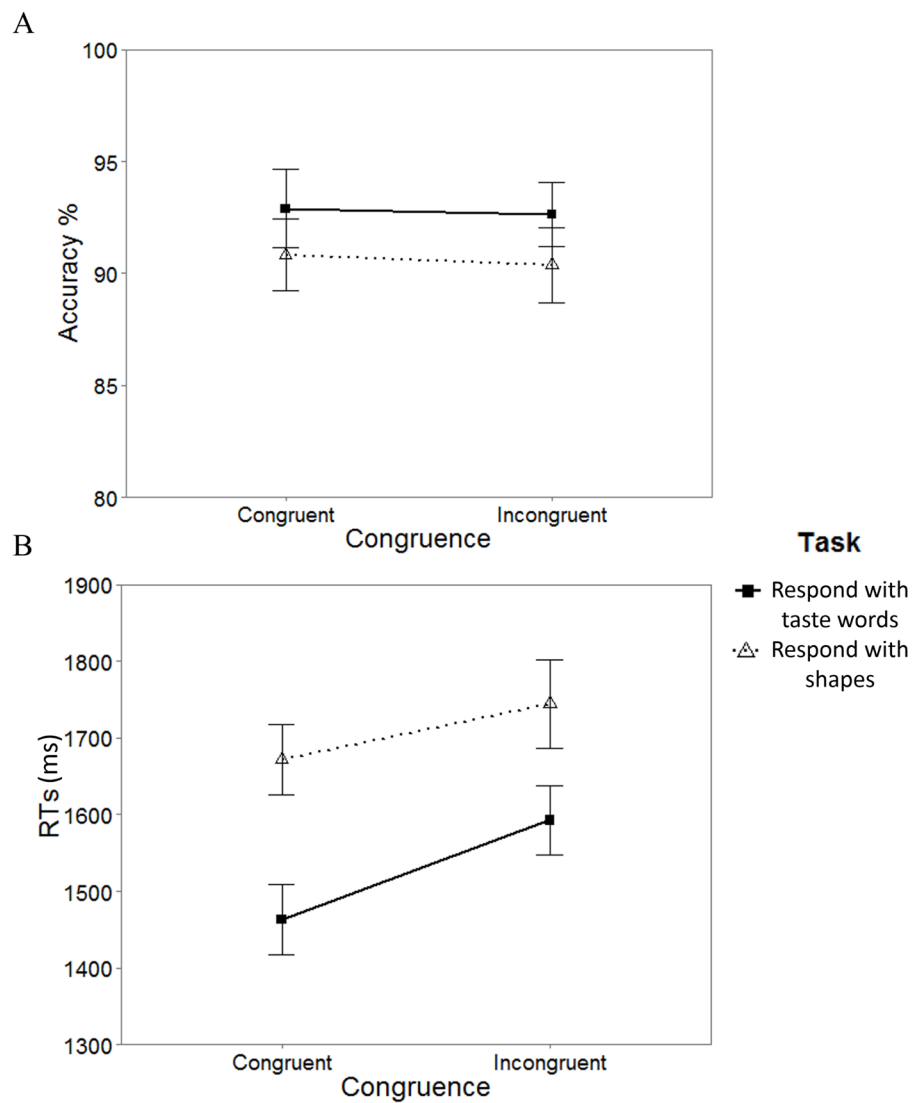 A
100
95
90
85
80
Accuracy %
Congruent
Incongruent
Congruence
B
1900
1800
1700
1600
1500
1400
1300
RTs (ms)
Congruent
Incongruent
Congruence
Task
Respond with
taste words
Respond with
shapes